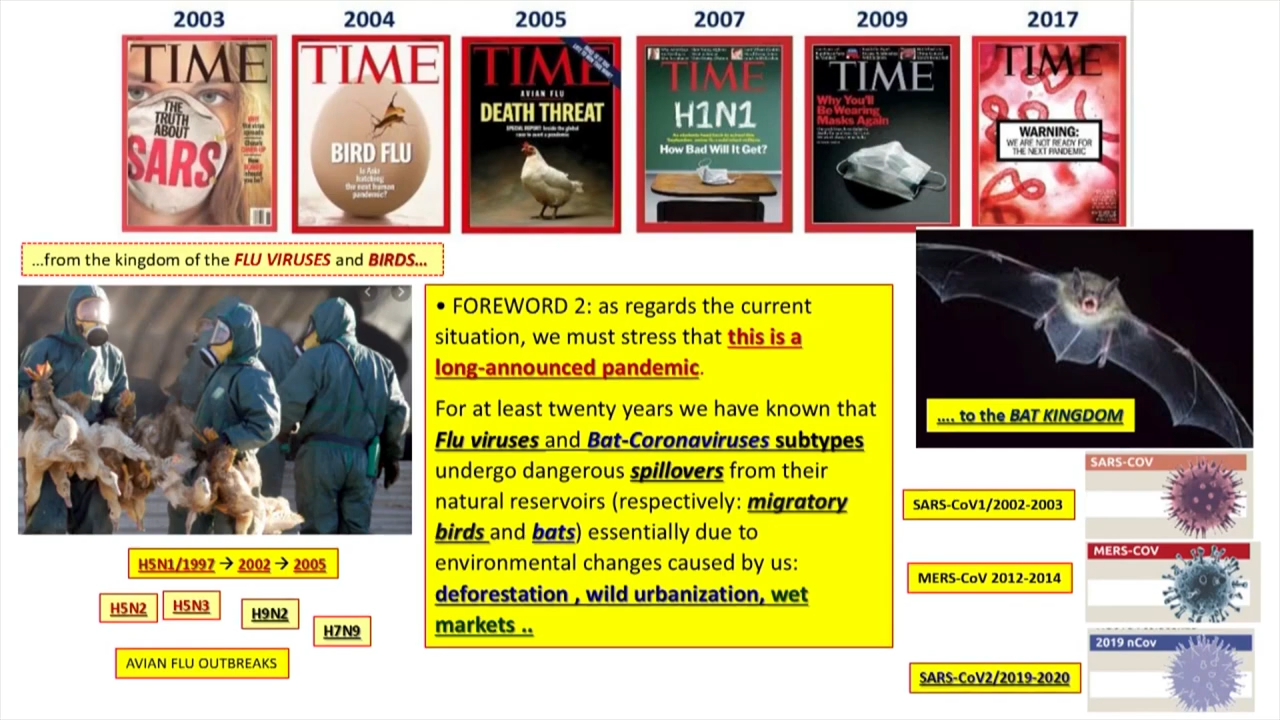 2003
2004
2005
2007
2009
2017
TIME
THE
TRUTH
ABOUT
SARS
TIME
BIRD FLU
Is Asia
hatching
the next human
pandemic?
TIME
AVIAN FLU
DEATH THREAT
TIME
H1N1
How Bad Will It Get?
TIME
Why You'll
Be Wearing
Masks Again
TIME
WARNING:
WE ARE NOT READY FOR
THE NEXT PANDEMIC
...from the kingdom of the FLU VIRUSES and BIRDS...
• FOREWORD 2: as regards the current
situation, we must stress that this is a
long-announced pandemic.
For at least twenty years we have known that
Flu viruses and Bat-Coronaviruses subtypes
undergo dangerous spillovers from their
natural reservoirs (respectively: migratory
birds and bats) essentially due to
environmental changes caused by us:
deforestation , wild urbanization, wet
markets ..
.... to the BAT KINGDOM
SARS-COV
SARS-CoV1/2002-2003
MERS-COV
MERS-CoV 2012-2014
2019 nCov
SARS-CoV2/2019-2020
H5N1/1997 → 2002 → 2005
H5N2
H5N3
H9N2
H7N9
AVIAN FLU OUTBREAKS